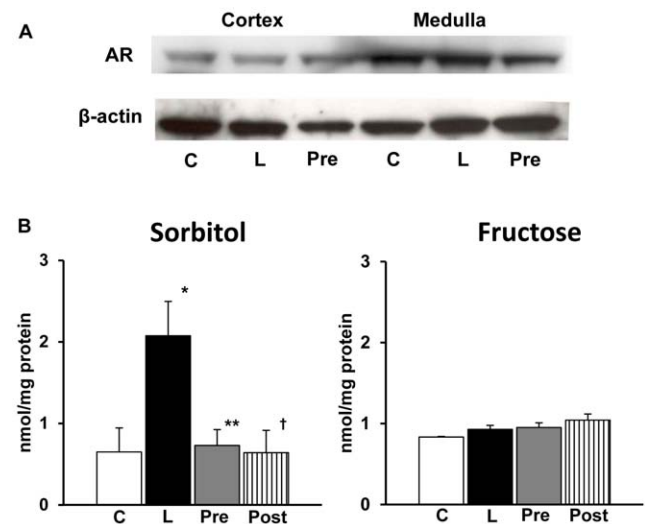 A
Cortex Medulla
AR
β-actin
C L Pre C L Pre
B
Sorbitol
nmol/mg protein
3
2
1
0
*
**
†
C L Pre Post
Fructose
nmol/mg protein
3
2
1
0
C L Pre Post